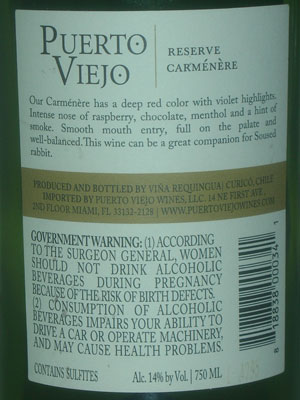 PUERTO VIEJO
RESERVE
CARMÉNÈRE
Our Carménère has a deep red color with violet highlights.
Intense nose of raspberry, chocolate, menthol and a hint of
smoke. Smooth mouth entry, full on the palate and
well-balanced.This wine can be a great companion for Soused
rabbit.
PRODUCED AND BOTTLED BY VIÑA REQUINGUA | CURICÓ, CHILE
IMPORTED BY PUERTO VIEJO WINES, LLC. 14 NE FIRST AVE .
2ND FLOOR MIAMI, FL 33132-2128 | WWW.PUERTOVIEJOWINES.COM
GOVERNMENT WARNING: (1) ACCORDING
TO THE SURGEON GENERAL, WOMEN
SHOULD NOT DRINK ALCOHOLIC
BEVERAGES DURING PREGNANCY
BECAUSE OF THE RISK OF BIRTH DEFECTS.
(2) CONSUMPTION OF ALCOHOLIC
BEVERAGES IMPAIRS YOUR ABILITY TO
DRIVE A CAR OR OPERATE MACHINERY,
AND MAY CAUSE HEALTH PROBLEMS.
8 18838 00034 1
CONTAINS SULFITES
Alc. 14% by Vol. | 750 ML